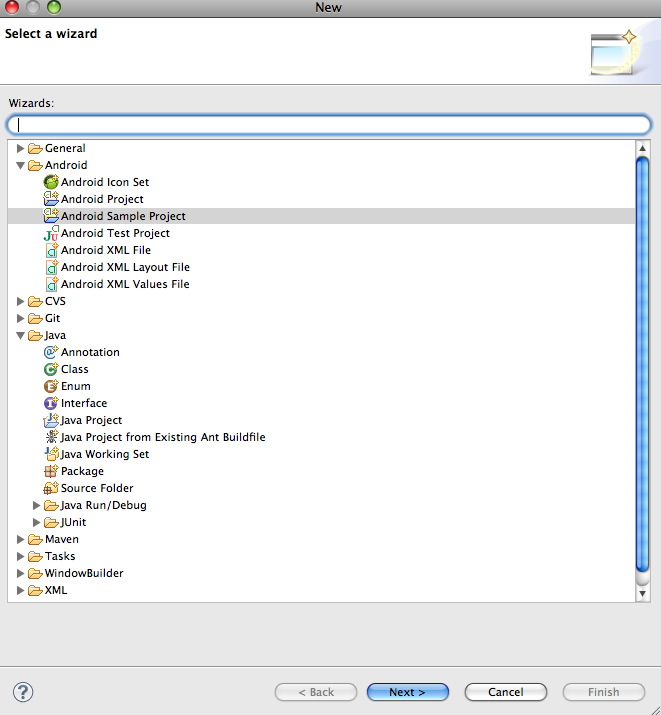 New
Select a wizard
Wizards:
General
Android
Android Icon Set
Android Project
Android Sample Project
Android Test Project
Android XML File
Android XML Layout File
Android XML Values File
CVS
Git
Java
Annotation
Class
Enum
Interface
Java Project
Java Project from Existing Ant Buildfile
Java Working Set
Package
Source Folder
Java Run/Debug
JUnit
Maven
Tasks
WindowBuilder
XML
? < Back Next > Cancel Finish